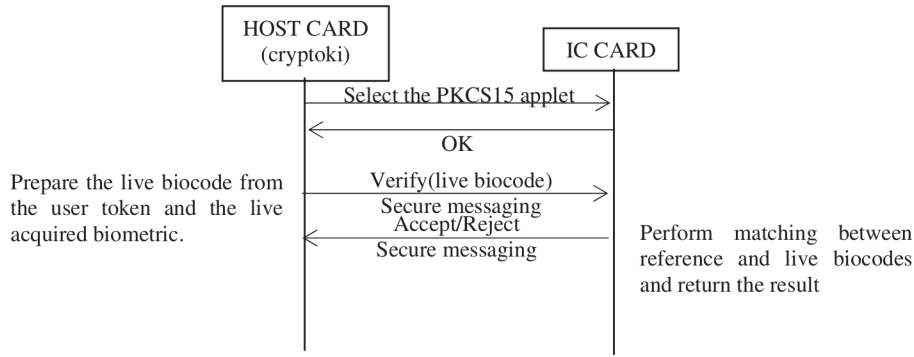 HOST CARD
(cryptoki)
IC CARD
Select the PKCS15 applet
OK
Prepare the live biocode from
the user token and the live
acquired biometric.
Verify(live biocode)
Secure messaging
Accept/Reject
Secure messaging
Perform matching between
reference and live biocodes
and return the result